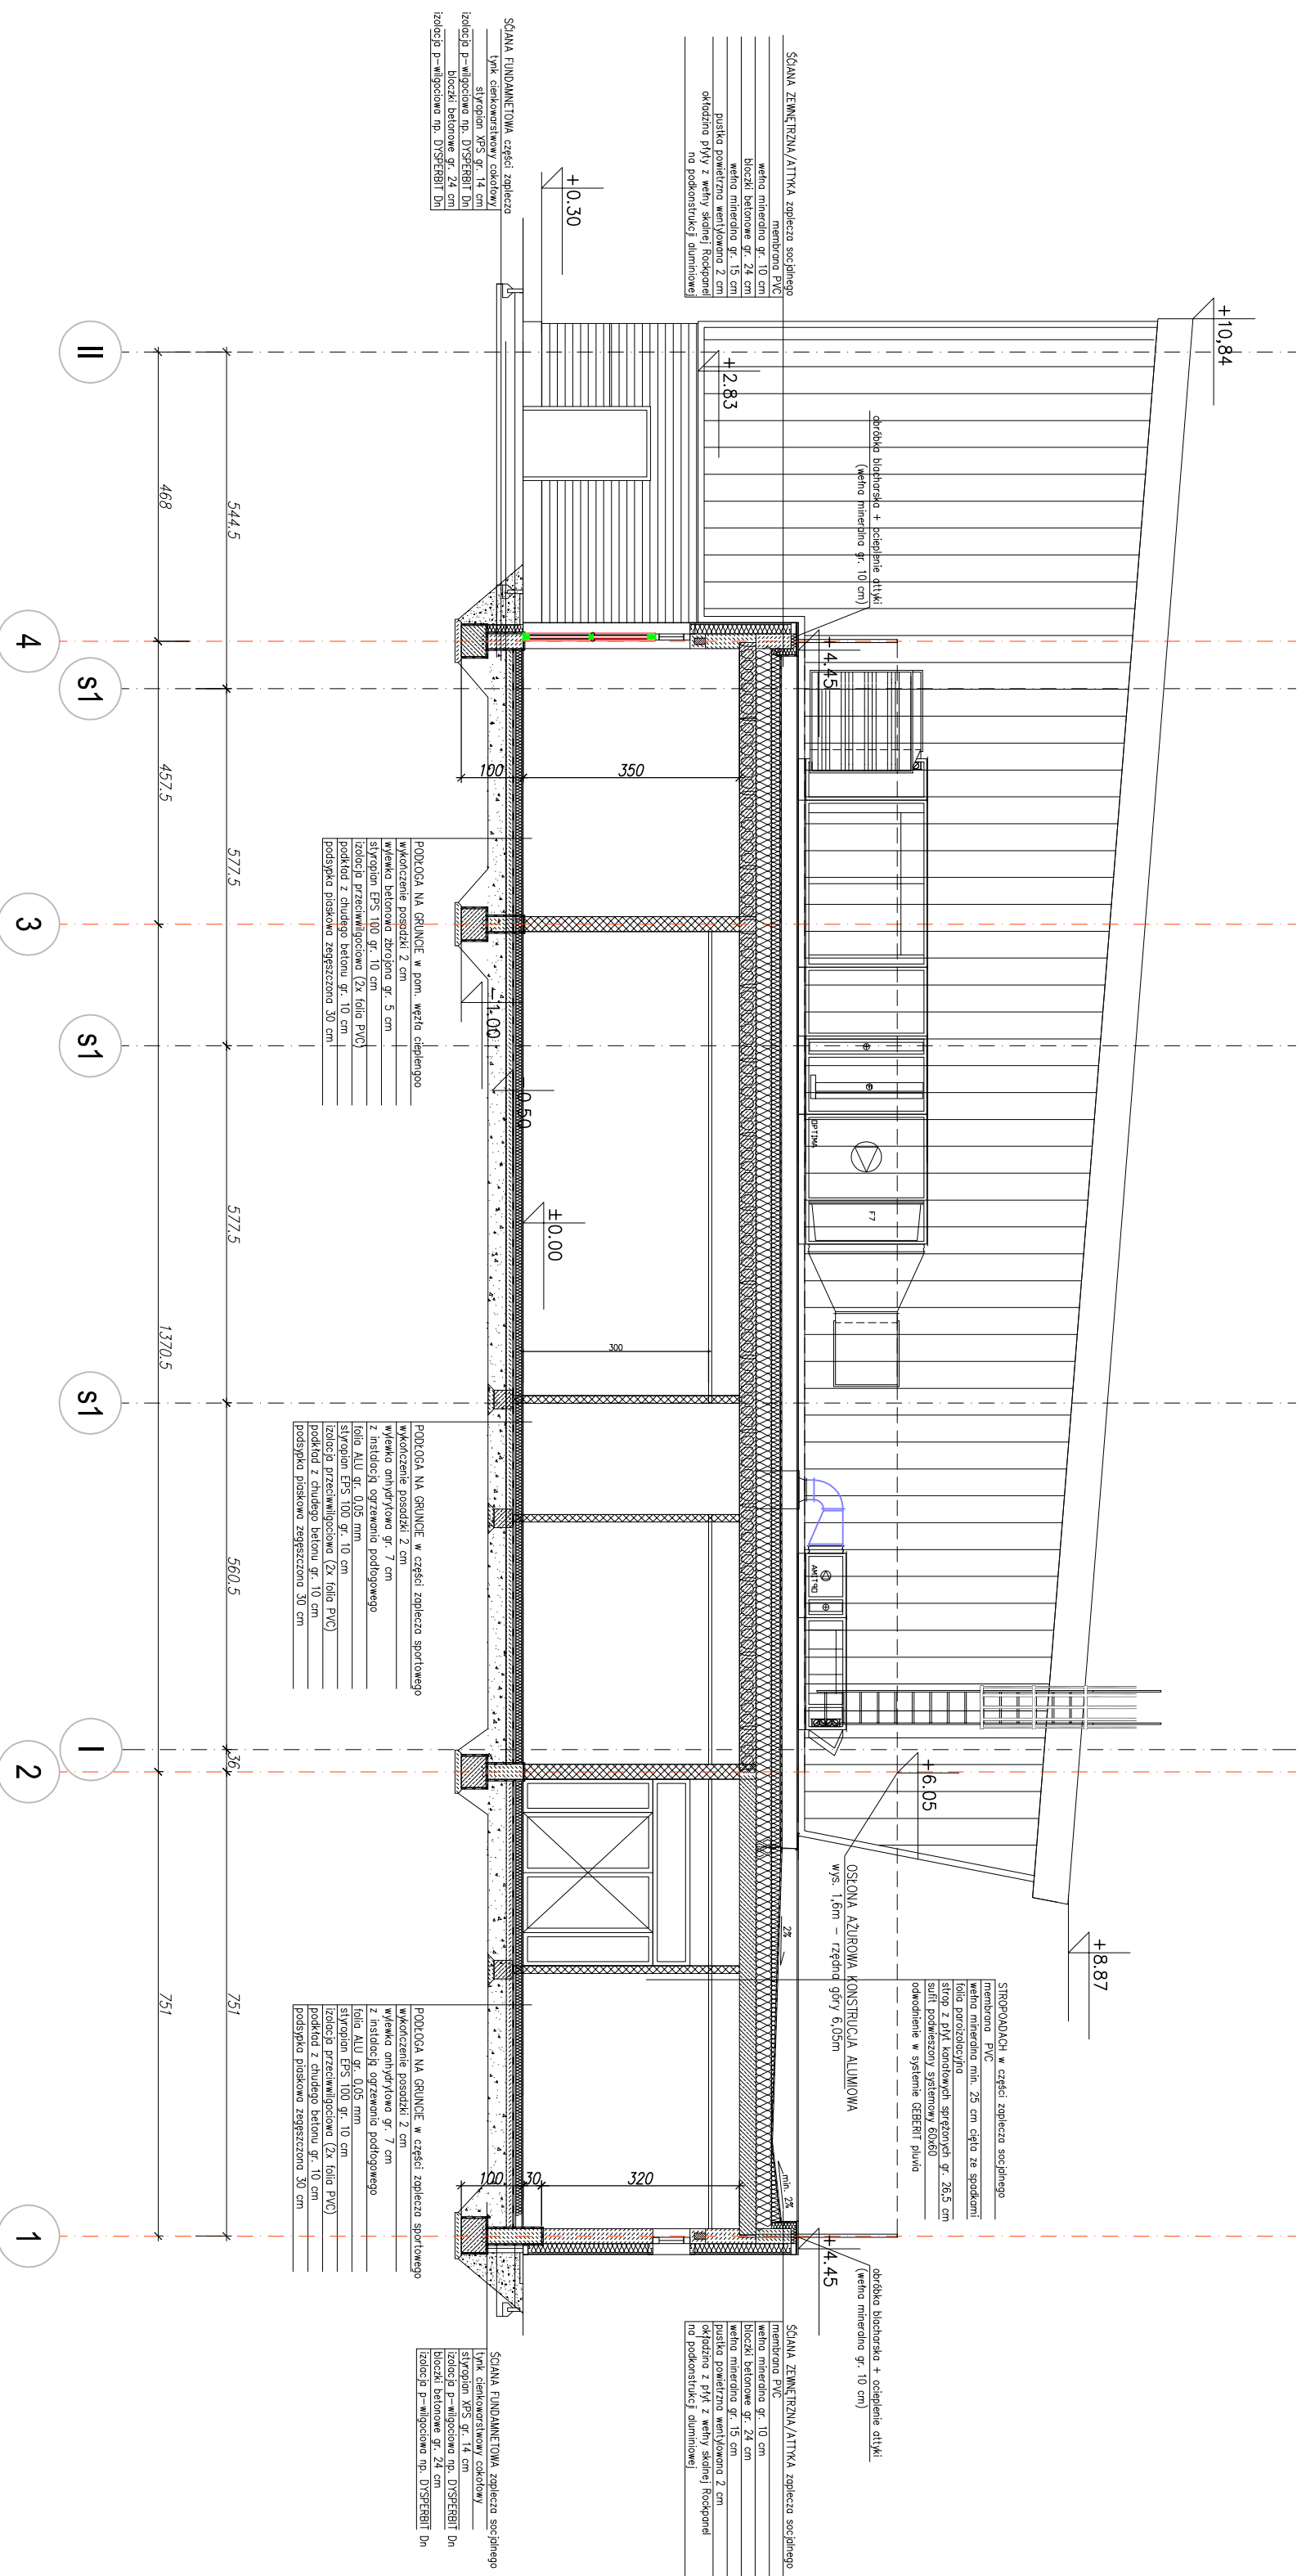 ŚCIANA ZEWNĘTRZNA/ATTYKA zaplecza socjalnego
membrana PVC
wełna mineralna gr. 10 cm
bloczki betonowe gr. 24 cm
wełna mineralna gr. 15 cm
pustka powietrzna wentylowana 2 cm
okładzina płyty z wełny skalnej Rockpanel
na podkonstrukcji aluminiowej
ŚCIANA FUNDAMNETOWA części zaplecza
tynk cienkowarstwowy cokołowy
styropian XPS gr. 14 cm
izolacja p-wilgociowa np. DYSPERBIT Dn
bloczki betonowe gr. 24 cm
izolacja p-wilgociowa np. DYSPERBIT Dn
+10,84
+2.83
+0.30
obróbka blacharska + ocieplenie attyki
(wełna mineralna gr. 10 cm)
+4.45
350
100
PODŁOGA NA GRUNCIE w pom. węzła cieplengoo
wykończenie posadzki 2 cm
wylewka betonowa zbrojona gr. 5 cm
styropian EPS 100 gr. 10 cm
izolacja przeciwwilgociowa (2x folia PVC)
podkład z chudego betonu gr. 10 cm
podsypka piaskowa zegęszczona 30 cm
-1.00
-0.50
±0.00
OPTIMA
F7
300
PODŁOGA NA GRUNCIE w części zaplecza sportowego
wykończenie posadzki 2 cm
wylewka anhydrytowa gr. 7 cm
z instalacją ogrzewania podłogowego
folia ALU gr. 0,05 mm
styropian EPS 100 gr. 10 cm
izolacja przeciwwilgociowa (2x folia PVC)
podkład z chudego betonu gr. 10 cm
podsypka piaskowa zegęszczona 30 cm
OPTIMA
+6.05
OSŁONA AŻUROWA KONSTRUKCJA ALUMIOWA
wys. 1,6m - rzędna góry 6,05m
+8.87
2%
STROPODACH w części zaplecza socjalnego
membrana PVC
wełna mineralna min. 25 cm cięta ze spadkami
folia paroizolacyjna
strop z płyt kanałowych sprężonych gr. 26,5 cm
sufit podwieszany systemowy 60x60
odwodnienie w systemie GEBERIT pluvia
PODŁOGA NA GRUNCIE w części zaplecza sportowego
wykończenie posadzki 2 cm
wylewka anhydrytowa gr. 7 cm
z instalacją ogrzewania podłogowego
folia ALU gr. 0,05 mm
styropian EPS 100 gr. 10 cm
izolacja przeciwwilgociowa (2x folia PVC)
podkład z chudego betonu gr. 10 cm
podsypka piaskowa zegęszczona 30 cm
min. 2%
320
30
100
+4.45
obróbka blacharska + ocieplenie attyki
(wełna mineralna gr. 10 cm)
ŚCIANA ZEWNĘTRZNA/ATTYKA zaplecza socjalnego
membrana PVC
wełna mineralna gr. 10 cm
bloczki betonowe gr. 24 cm
wełna mineralna gr. 15 cm
pustka powietrzna wentylowana 2 cm
okładzina z płyt z wełny skalnej Rockpanel
na podkonstrukcji aluminiowej
ŚCIANA FUNDAMNETOWA zaplecza socjalnego
tynk cienkowarstwowy cokołowy
styropian XPS gr. 14 cm
izolacja p-wilgociowa np. DYSPERBIT Dn
bloczki betonowe gr. 24 cm
izolacja p-wilgociowa np. DYSPERBIT Dn
544.5 577.5 577.5 560.5 36 751
468 457.5 1370.5 751
II s1 s1 s1 I
4 3 2 1